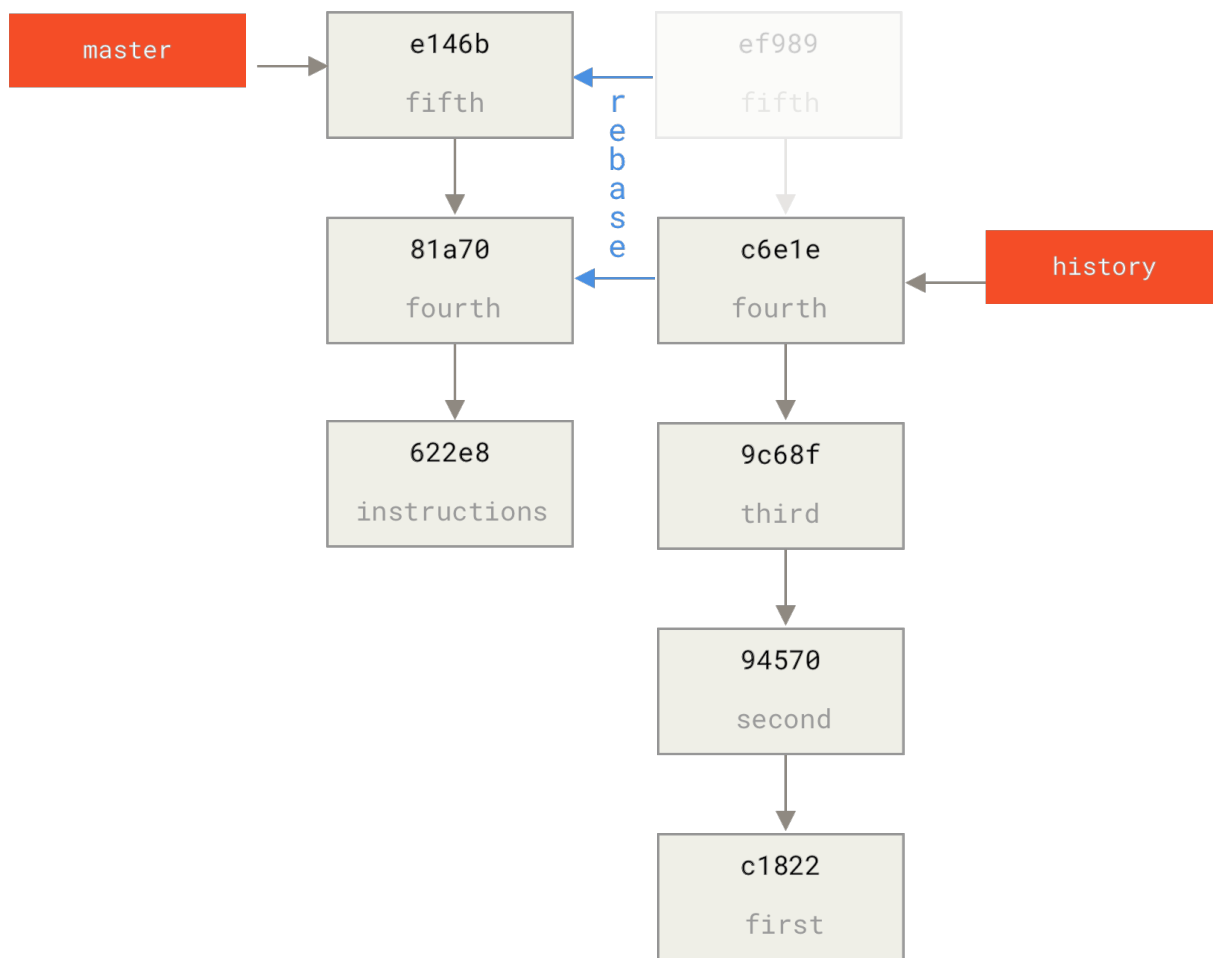 master
e146b
fifth
ef989
fifth
rebase
81a70
fourth
c6e1e
fourth
history
622e8
instructions
9c68f
third
94570
second
c1822
first